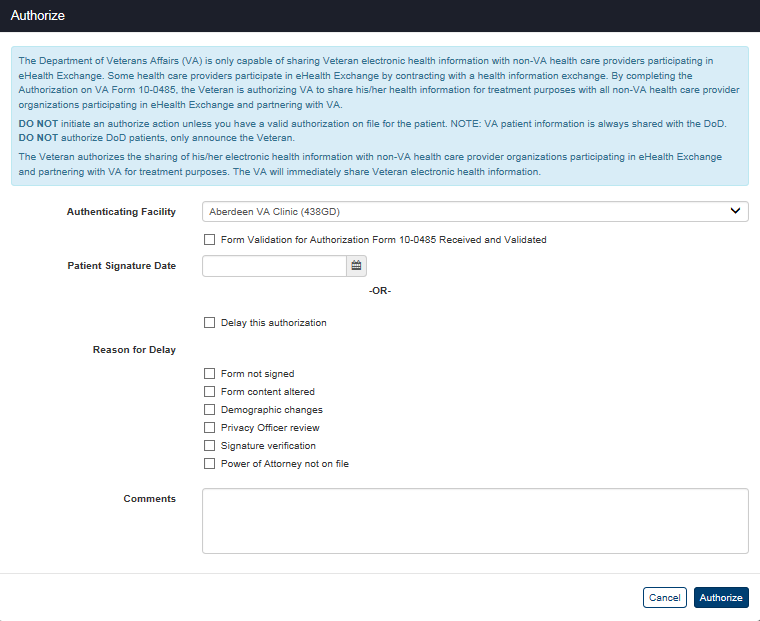 Authorize
The Department of Veterans Affairs (VA) is only capable of sharing Veteran electronic health information with non-VA health care providers participating in
eHealth Exchange. Some health care providers participate in eHealth Exchange by contracting with a health information exchange. By completing the
Authorization on VA Form 10-0485, the Veteran is authorizing VA to share his/her health information for treatment purposes with all non-VA health care provider
organizations participating in eHealth Exchange and partnering with VA.
DO NOT initiate an authorize action unless you have a valid authorization on file for the patient. NOTE: VA patient information is always shared with the DoD.
DO NOT authorize DoD patients, only announce the Veteran.
The Veteran authorizes the sharing of his/her electronic health information with non-VA health care provider organizations participating in eHealth Exchange
and partnering with VA for treatment purposes. The VA will immediately share Veteran electronic health information.
Authenticating Facility Aberdeen VA Clinic (438GD)
Form Validation for Authorization Form 10-0485 Received and Validated
Patient Signature Date
-OR-
Delay this authorization
Reason for Delay
Form not signed
Form content altered
Demographic changes
Privacy Officer review
Signature verification
Power of Attorney not on file
Comments
Cancel Authorize